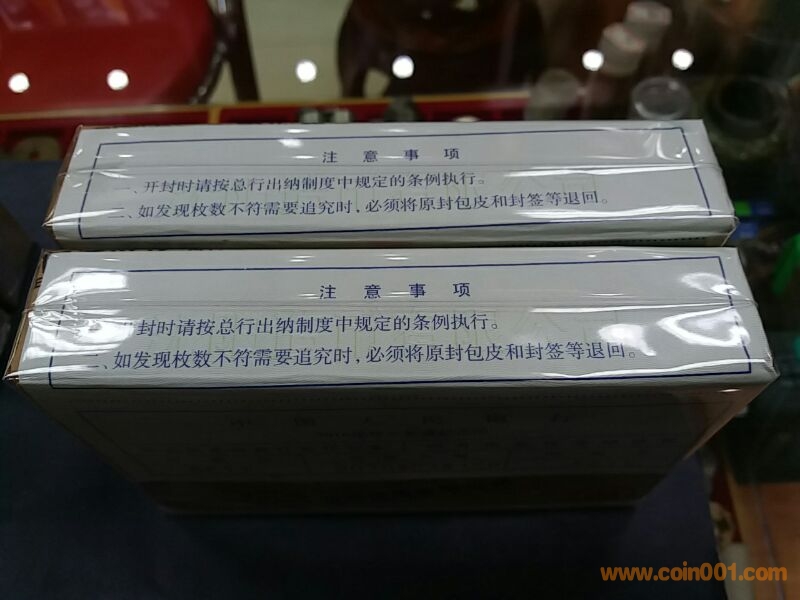 注意事项
一、开封时请按总行出纳制度中规定的条例执行。
二、如发现枚数不符需要追究时，必须将原封包皮和封签等退回。
注意事项
开封时请按总行出纳制度中规定的条例执行。
二、如发现枚数不符需要追究时，必须将原封包皮和封签等退回。
www.coin001.com